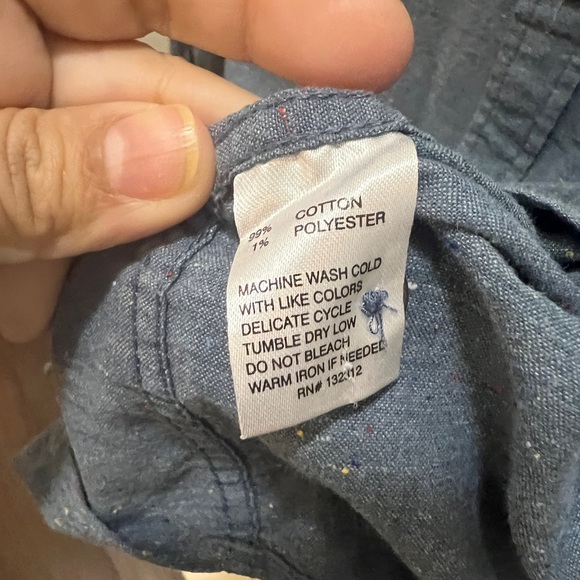 99% COTTON
1% POLYESTER
MACHINE WASH COLD
WITH LIKE COLORS
DELICATE CYCLE
TUMBLE DRY LOW
DO NOT BLEACH
WARM IRON IF NEEDED
RN#